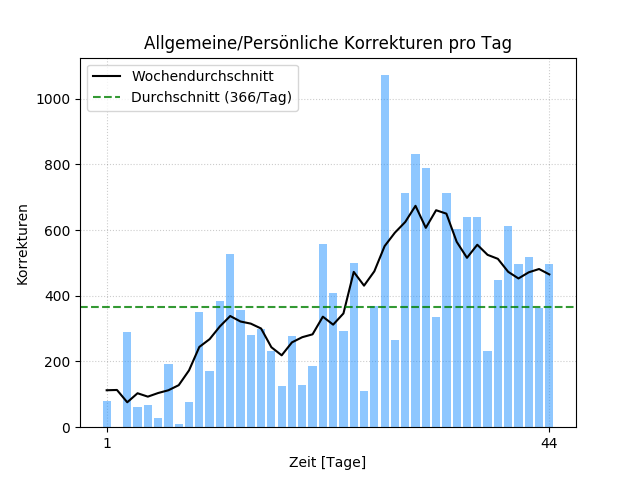 Allgemeine/Persönliche Korrekturen pro Tag
Wochendurchschnitt
Durchschnitt (366/Tag)
1000
800
600
400
200
0
Korrekturen
1
44
Zeit [Tage]